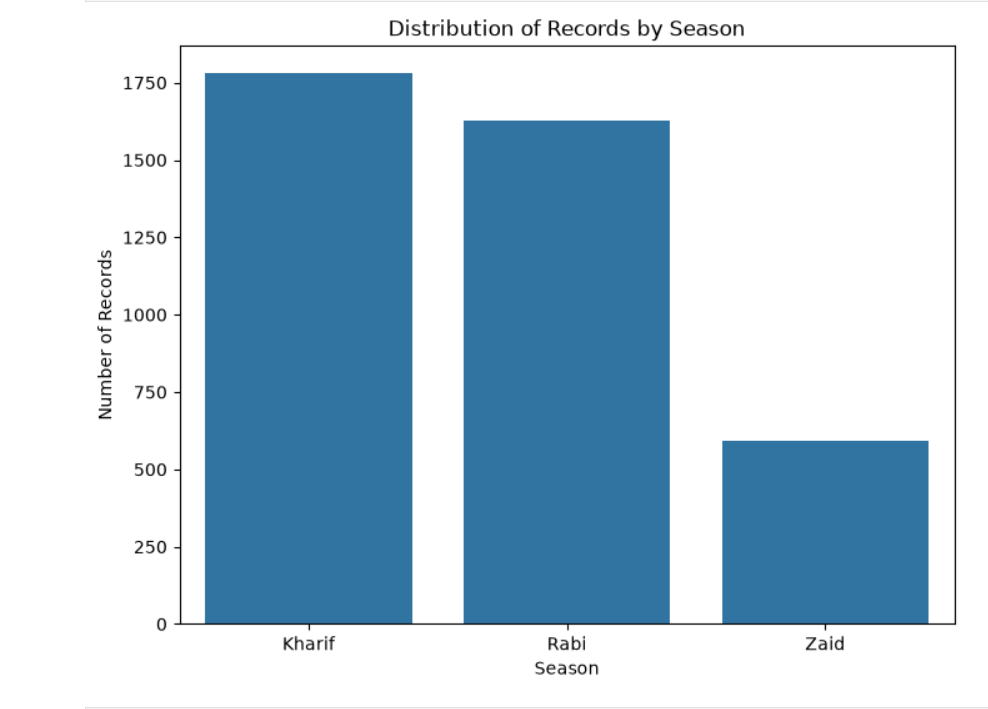 Distribution of Records by Season
Number of Records
1750
1500
1250
1000
750
500
250
0
Kharif Rabi Zaid
Season